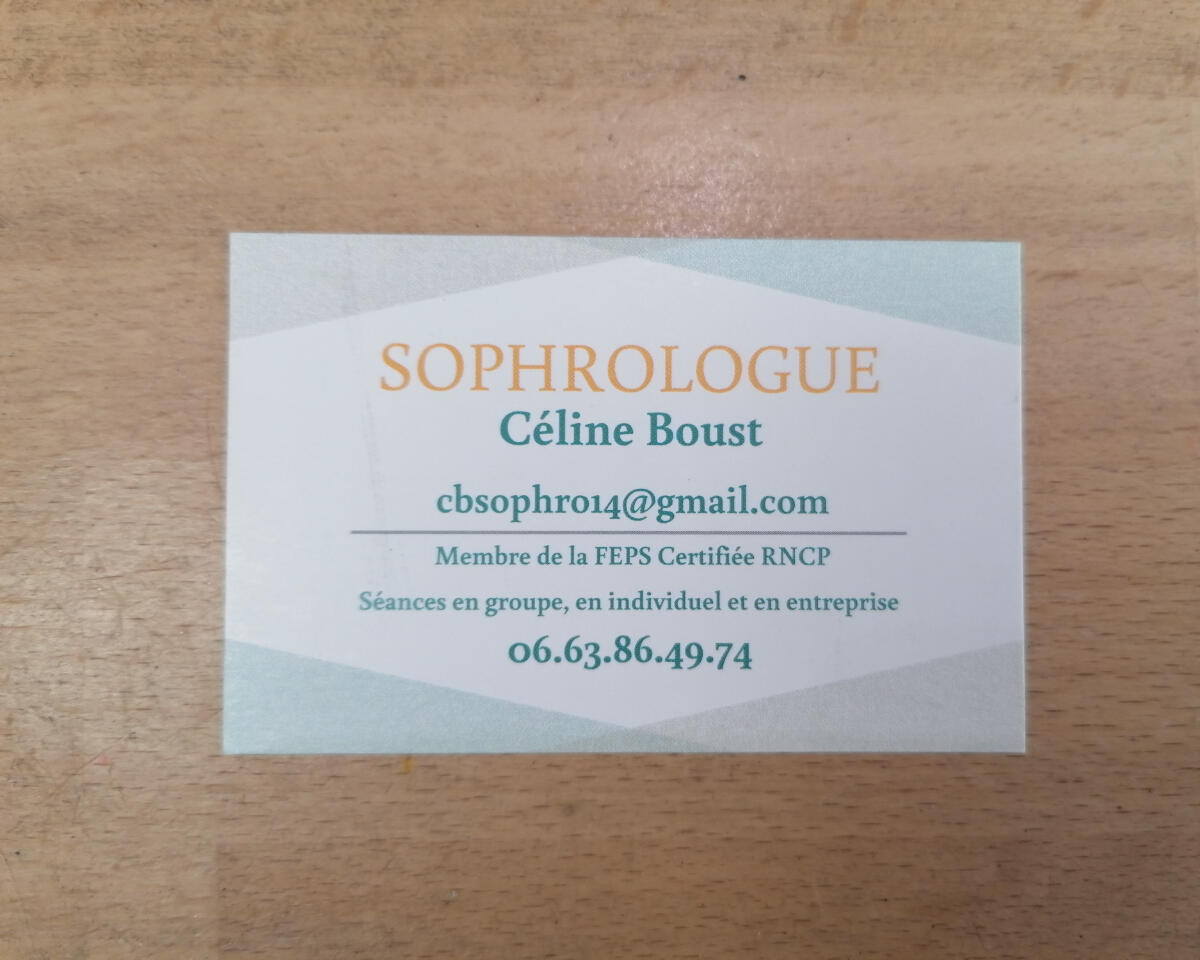 SOPHROLOGUE
Céline Boust
cbsophro14@gmail.com
Membre de la FEPS Certifiée RNCP
Séances en groupe, en individuel et en entreprise
06.63.86.49.74